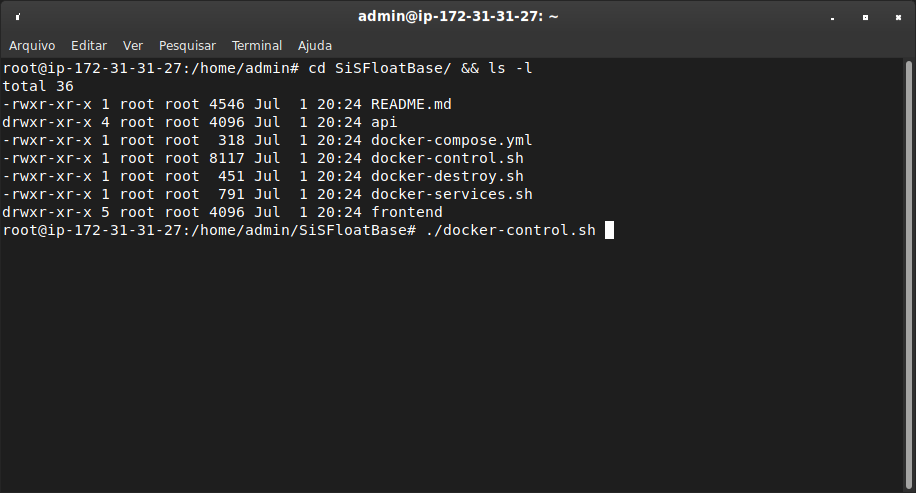 admin@ip-172-31-31-27: ~
Arquivo Editar Ver Pesquisar Terminal Ajuda
root@ip-172-31-31-27:/home/admin# cd SiSFloatBase/ && ls -l
total 36
-rwxr-xr-x 1 root root 4546 Jul  1 20:24 README.md
drwxr-xr-x 4 root root 4096 Jul  1 20:24 api
-rwxr-xr-x 1 root root  318 Jul  1 20:24 docker-compose.yml
-rwxr-xr-x 1 root root 8117 Jul  1 20:24 docker-control.sh
-rwxr-xr-x 1 root root  451 Jul  1 20:24 docker-destroy.sh
-rwxr-xr-x 1 root root  791 Jul  1 20:24 docker-services.sh
drwxr-xr-x 5 root root 4096 Jul  1 20:24 frontend
root@ip-172-31-31-27:/home/admin/SiSFloatBase# ./docker-control.sh